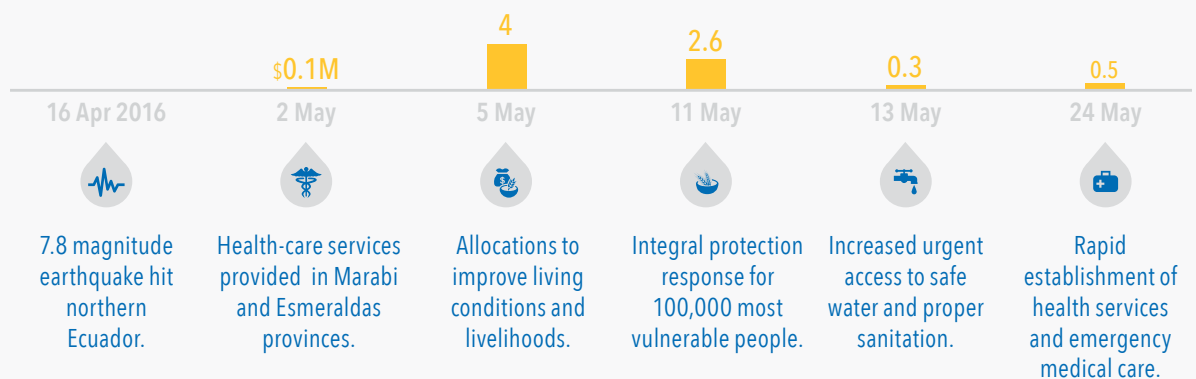 $0.1M
4
2.6
0.3
0.5
16 Apr 2016
2 May
5 May
11 May
13 May
24 May
$
7.8 magnitude
earthquake hit
northern
Ecuador.
Health-care services
provided in Marabi
and Esmeraldas
provinces.
Allocations to
improve living
conditions and
livelihoods.
Integral protection
response for
100,000 most
vulnerable people.
Increased urgent
access to safe
water and proper
sanitation.
Rapid
establishment of
health services
and emergency
medical care.